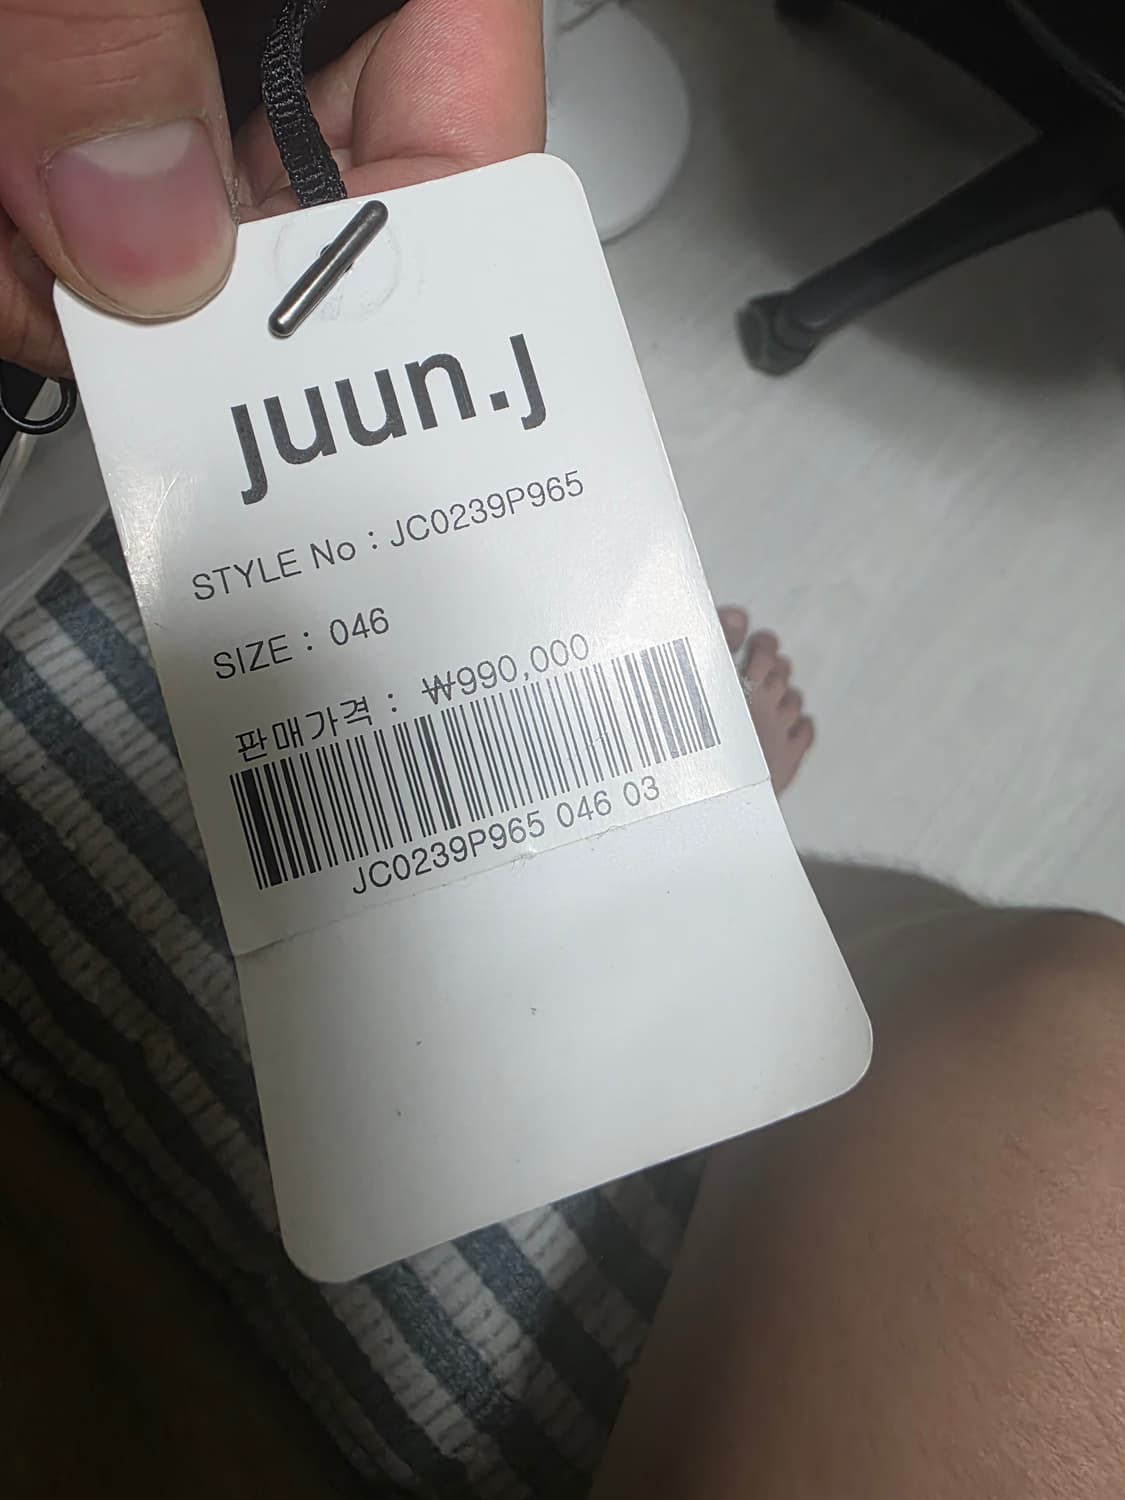 juun.j
STYLE No : JC0239P965
SIZE : 046
판매가격 : ₩990,000
JC0239P965 046 03